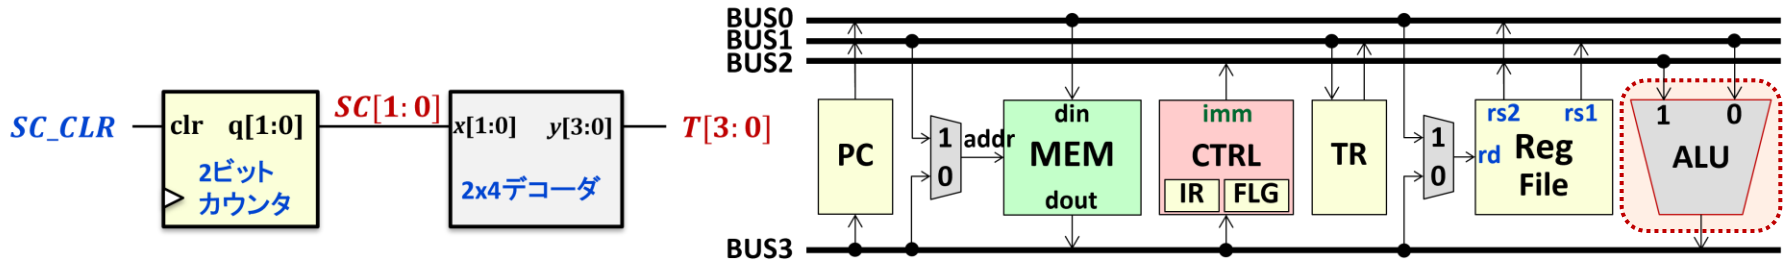 SC_CLR
clr q[1:0]
2ビット
カウンタ
SC[1:0]
x[1:0] y[3:0]
2x4デコーダ
T[3:0]
BUS0
BUS1
BUS2
BUS3
PC
1
0
addr
din
MEM
dout
imm
CTRL
IR
FLG
TR
1
0
rd
rs2 rs1
Reg
File
1 0
ALU